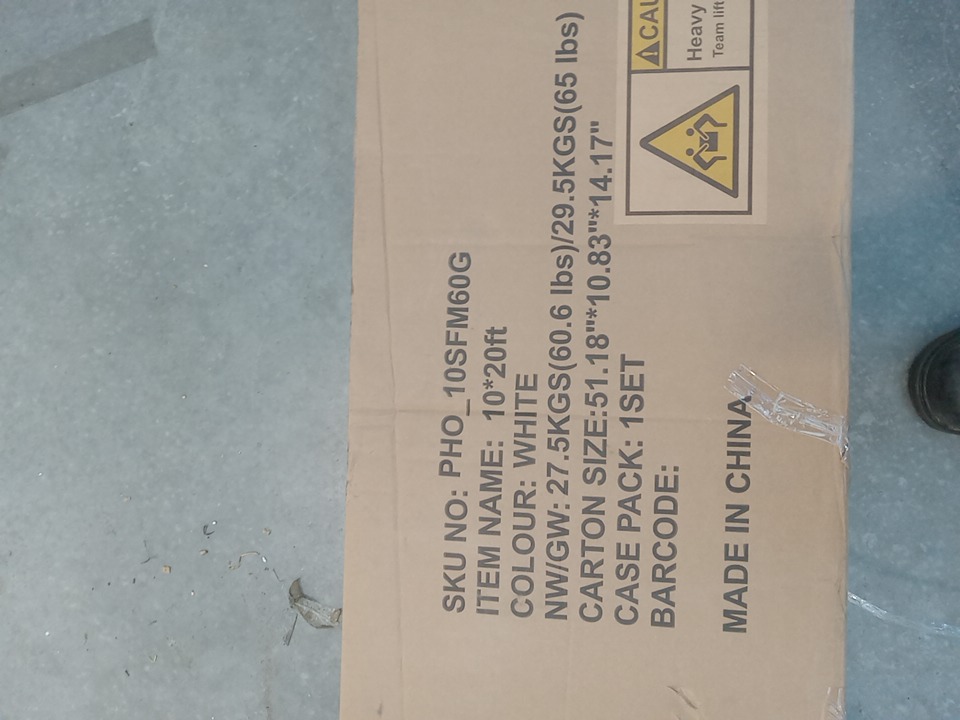 SKU NO: PHO_10SFM60G
ITEM NAME: 10*20ft
COLOUR: WHITE
NW/GW: 27.5KGS(60.6 lbs)/29.5KGS(65 lbs)
CARTON SIZE:51.18"*10.83"*14.17"
CASE PACK: 1SET
BARCODE:
MADE IN CHINA
CAU
Heavy
Team lift